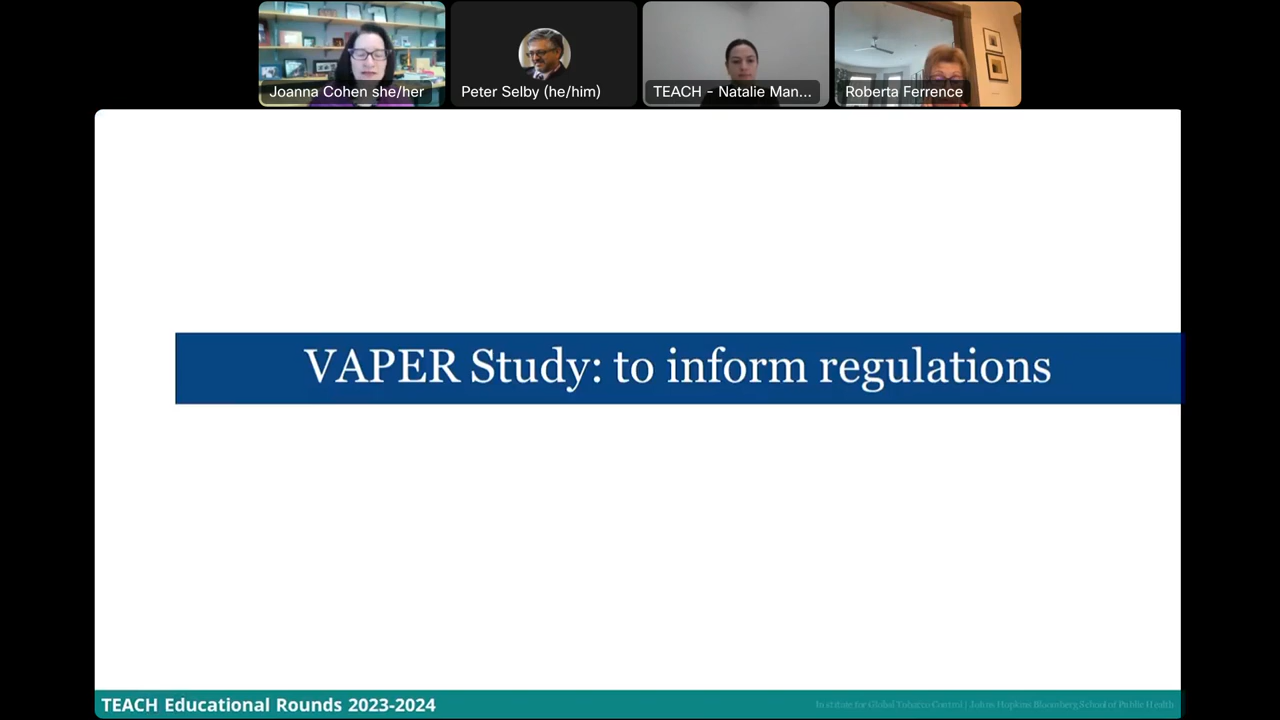 Joanna Cohen she/her
Peter Selby (he/him)
TEACH - Natalie Man...
Roberta Ferrence
VAPER Study: to inform regulations
TEACH Educational Rounds 2023-2024
Institute for Global Tobacco Control | Johns Hopkins Bloomberg School of Public Health